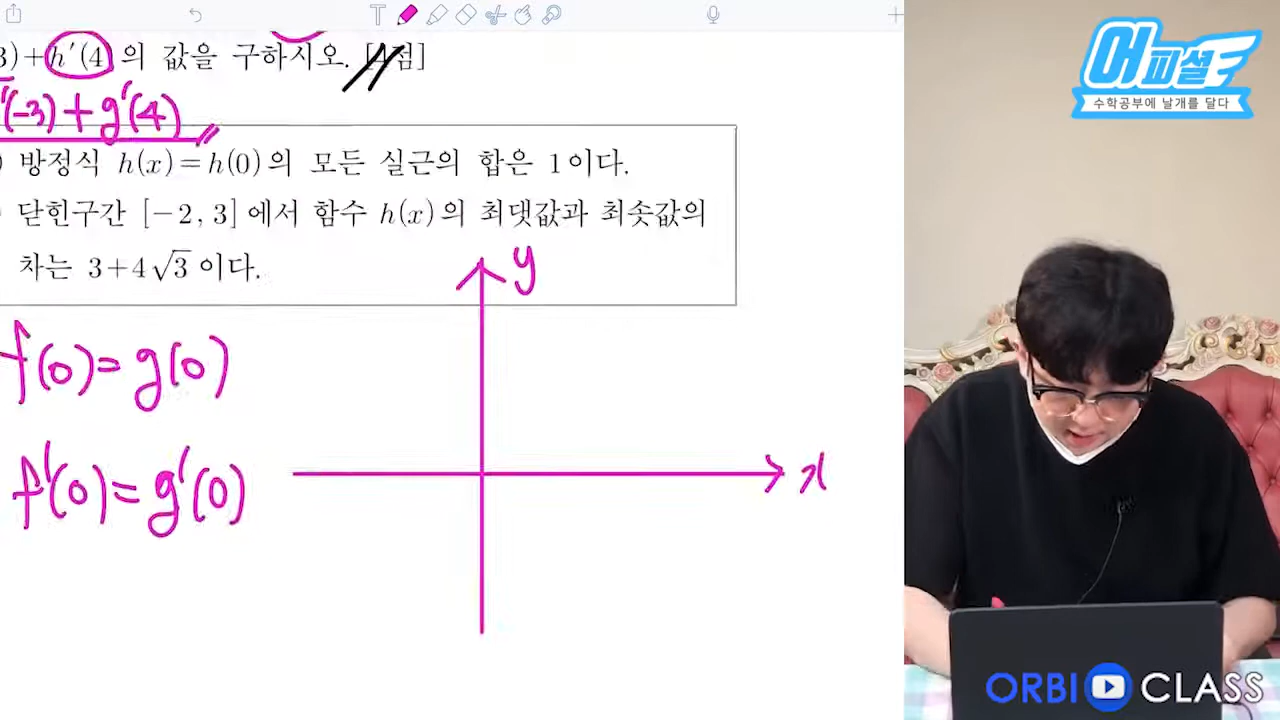 3)+h′(4)의 값을 구하시오. [4점]
′(-3)+g′(4)
) 방정식 h(x)=h(0)의 모든 실근의 합은 1이다.
닫힌구간 [-2, 3]에서 함수 h(x)의 최댓값과 최솟값의
차는 3+4√3 이다.
y
f(0)=g(0)
x
f′(0)=g′(0)
어피셜
수학공부에 날개를 달다
ORBI CLASS